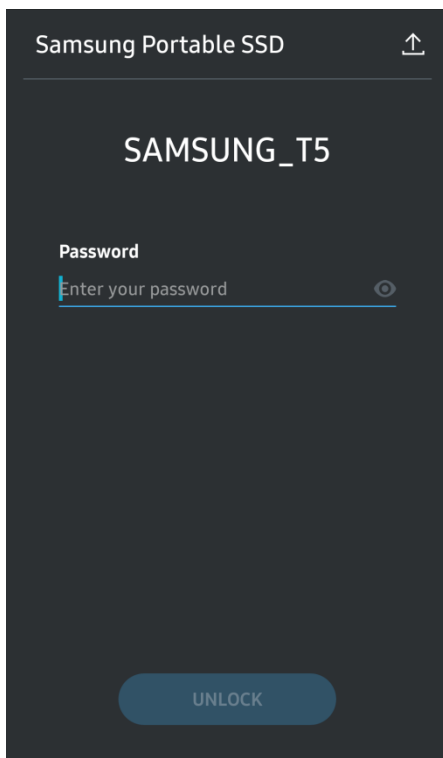 Samsung Portable SSD
SAMSUNG_T5
Password
Enter your password
UNLOCK